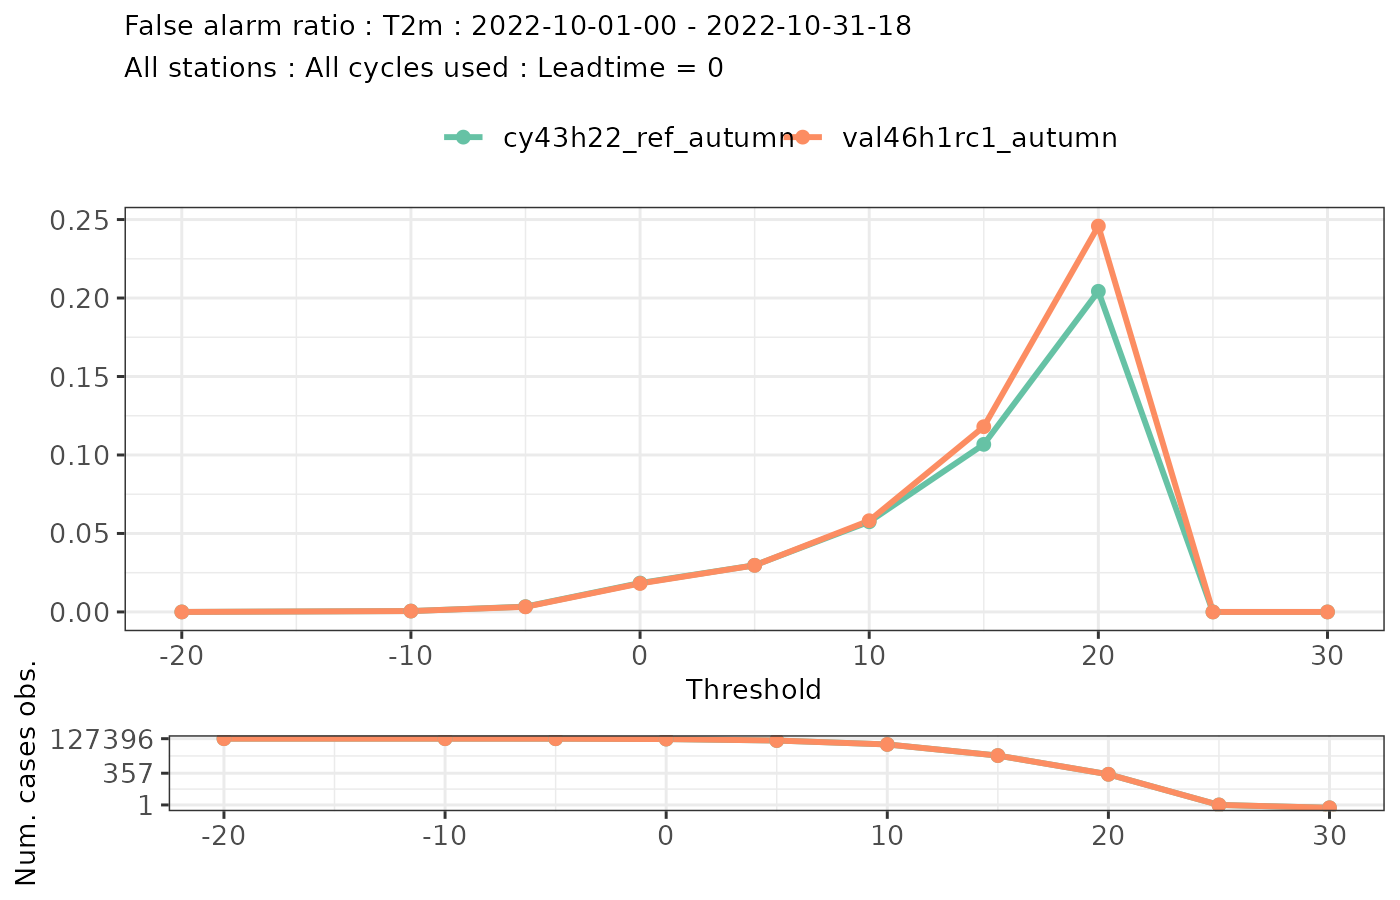 False alarm ratio : T2m : 2022-10-01-00 - 2022-10-31-18
All stations : All cycles used : Leadtime = 0
cy43h22_ref_autumn val46h1rc1_autumn
0.25
0.20
0.15
0.10
0.05
0.00
-20 -10 0 10 20 30
Threshold
Num. cases obs.
127396
357
1
-20 -10 0 10 20 30